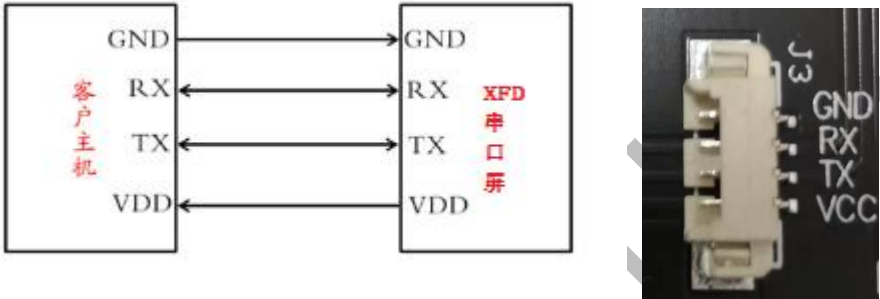 GND
RX
TX
VDD
客户主机
GND
RX
TX
VDD
XFD
串口屏
J3
GND
RX
TX
VCC